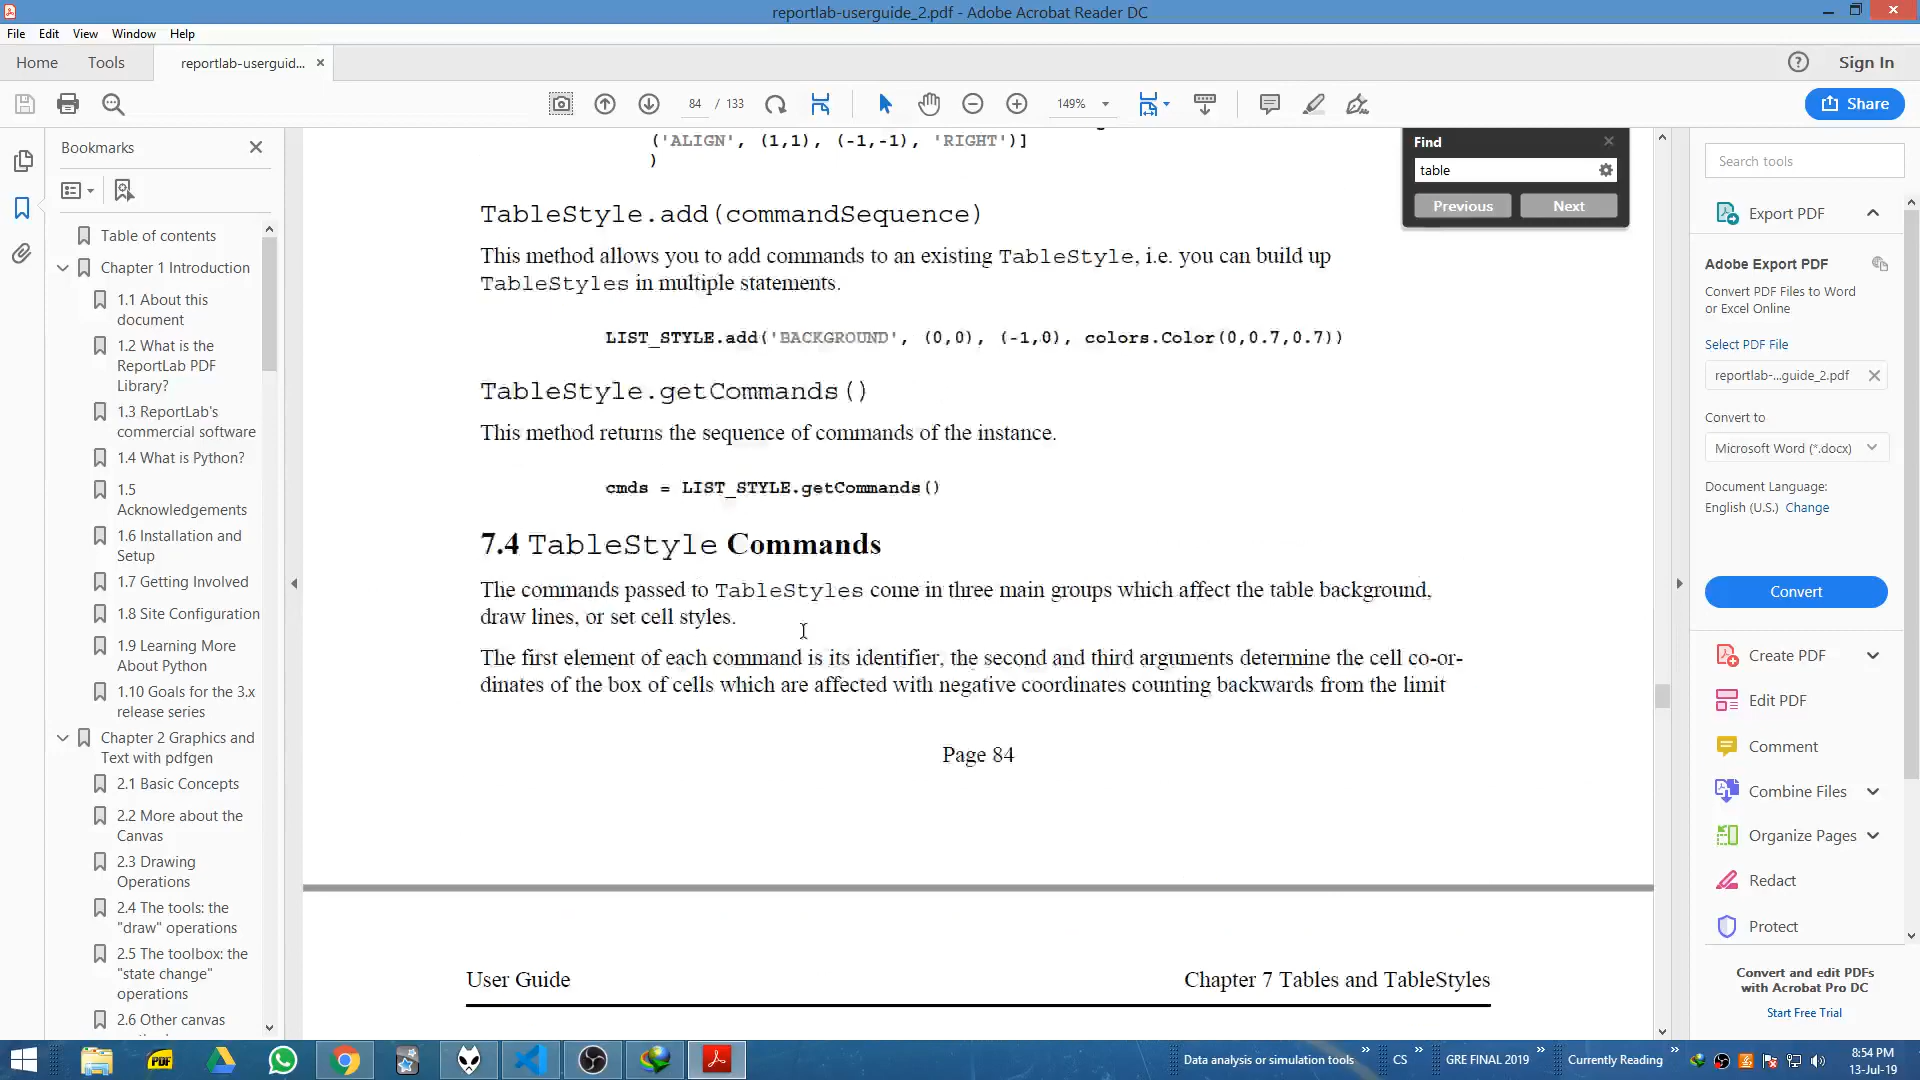 reportlab-userguide_2.pdf - Adobe Acrobat Reader DC
File Edit View Window Help
Home Tools reportlab-userguid... × Sign In
84 / 133 149% Share
Bookmarks
Table of contents
Chapter 1 Introduction
1.1 About this
document
1.2 What is the
ReportLab PDF
Library?
1.3 ReportLab's
commercial software
1.4 What is Python?
1.5
Acknowledgements
1.6 Installation and
Setup
1.7 Getting Involved
1.8 Site Configuration
1.9 Learning More
About Python
1.10 Goals for the 3.x
release series
Chapter 2 Graphics and
Text with pdfgen
2.1 Basic Concepts
2.2 More about the
Canvas
2.3 Drawing
Operations
2.4 The tools: the
"draw" operations
2.5 The toolbox: the
"state change"
operations
2.6 Other canvas
('ALIGN', (1,1), (-1,-1), 'RIGHT')]
)
TableStyle.add(commandSequence)
This method allows you to add commands to an existing TableStyle, i.e. you can build up
TableStyles in multiple statements.
LIST_STYLE.add('BACKGROUND', (0,0), (-1,0), colors.Color(0,0.7,0.7))
TableStyle.getCommands()
This method returns the sequence of commands of the instance.
cmds = LIST_STYLE.getCommands()
7.4 TableStyle Commands
The commands passed to TableStyles come in three main groups which affect the table background,
draw lines, or set cell styles.
The first element of each command is its identifier, the second and third arguments determine the cell co-or-
dinates of the box of cells which are affected with negative coordinates counting backwards from the limit
Page 84
User Guide Chapter 7 Tables and TableStyles
Find
table
Previous Next
Search tools
Export PDF
Adobe Export PDF
Convert PDF Files to Word
or Excel Online
Select PDF File
reportlab-...guide_2.pdf
Convert to
Microsoft Word (*.docx)
Document Language:
English (U.S.) Change
Convert
Create PDF
Edit PDF
Comment
Combine Files
Organize Pages
Redact
Protect
Convert and edit PDFs
with Acrobat Pro DC
Start Free Trial
PDF
Data analysis or simulation tools » CS » GRE FINAL 2019 » Currently Reading »
8:54 PM
13-Jul-19